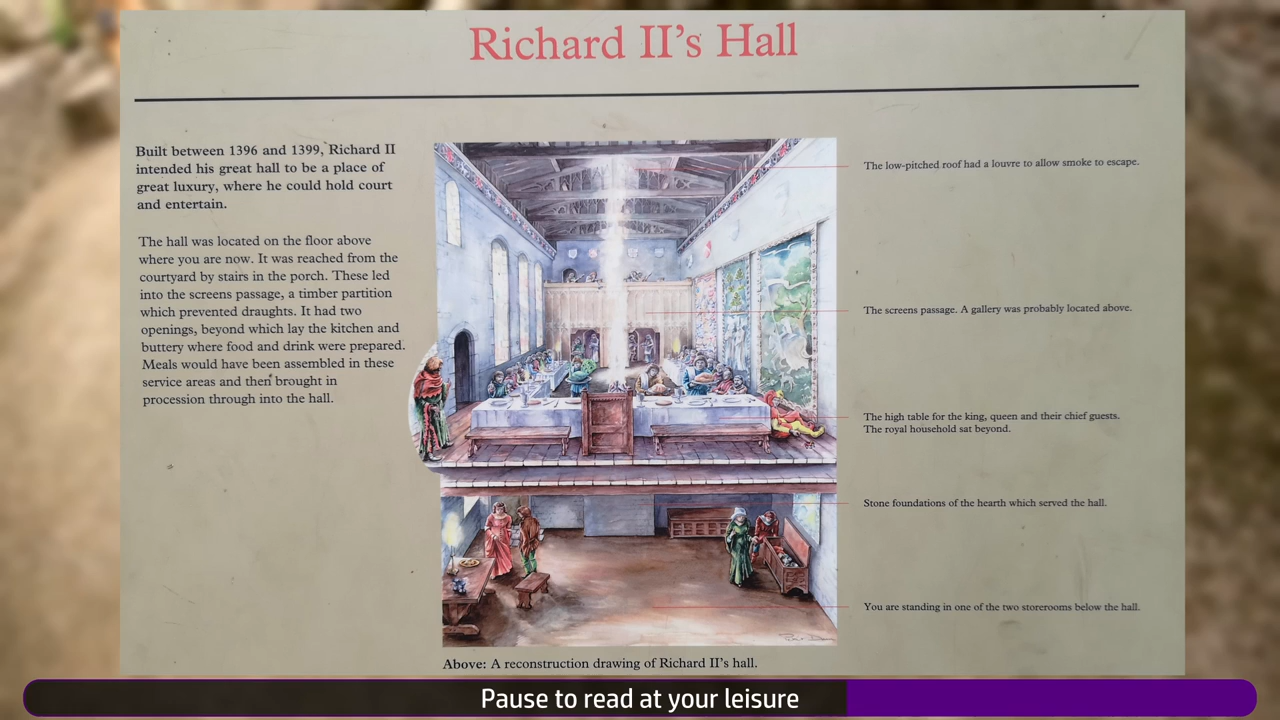 Richard II's Hall
Built between 1396 and 1399, Richard II
intended his great hall to be a place of
great luxury, where he could hold court
and entertain.
The hall was located on the floor above
where you are now. It was reached from the
courtyard by stairs in the porch. These led
into the screens passage, a timber partition
which prevented draughts. It had two
openings, beyond which lay the kitchen and
buttery where food and drink were prepared.
Meals would have been assembled in these
service areas and then brought in
procession through into the hall.
The low-pitched roof had a louvre to allow smoke to escape.
The screens passage. A gallery was probably located above.
The high table for the king, queen and their chief guests.
The royal household sat beyond.
Stone foundations of the hearth which served the hall.
You are standing in one of the two storerooms below the hall.
Above: A reconstruction drawing of Richard II's hall.
Pause to read at your leisure